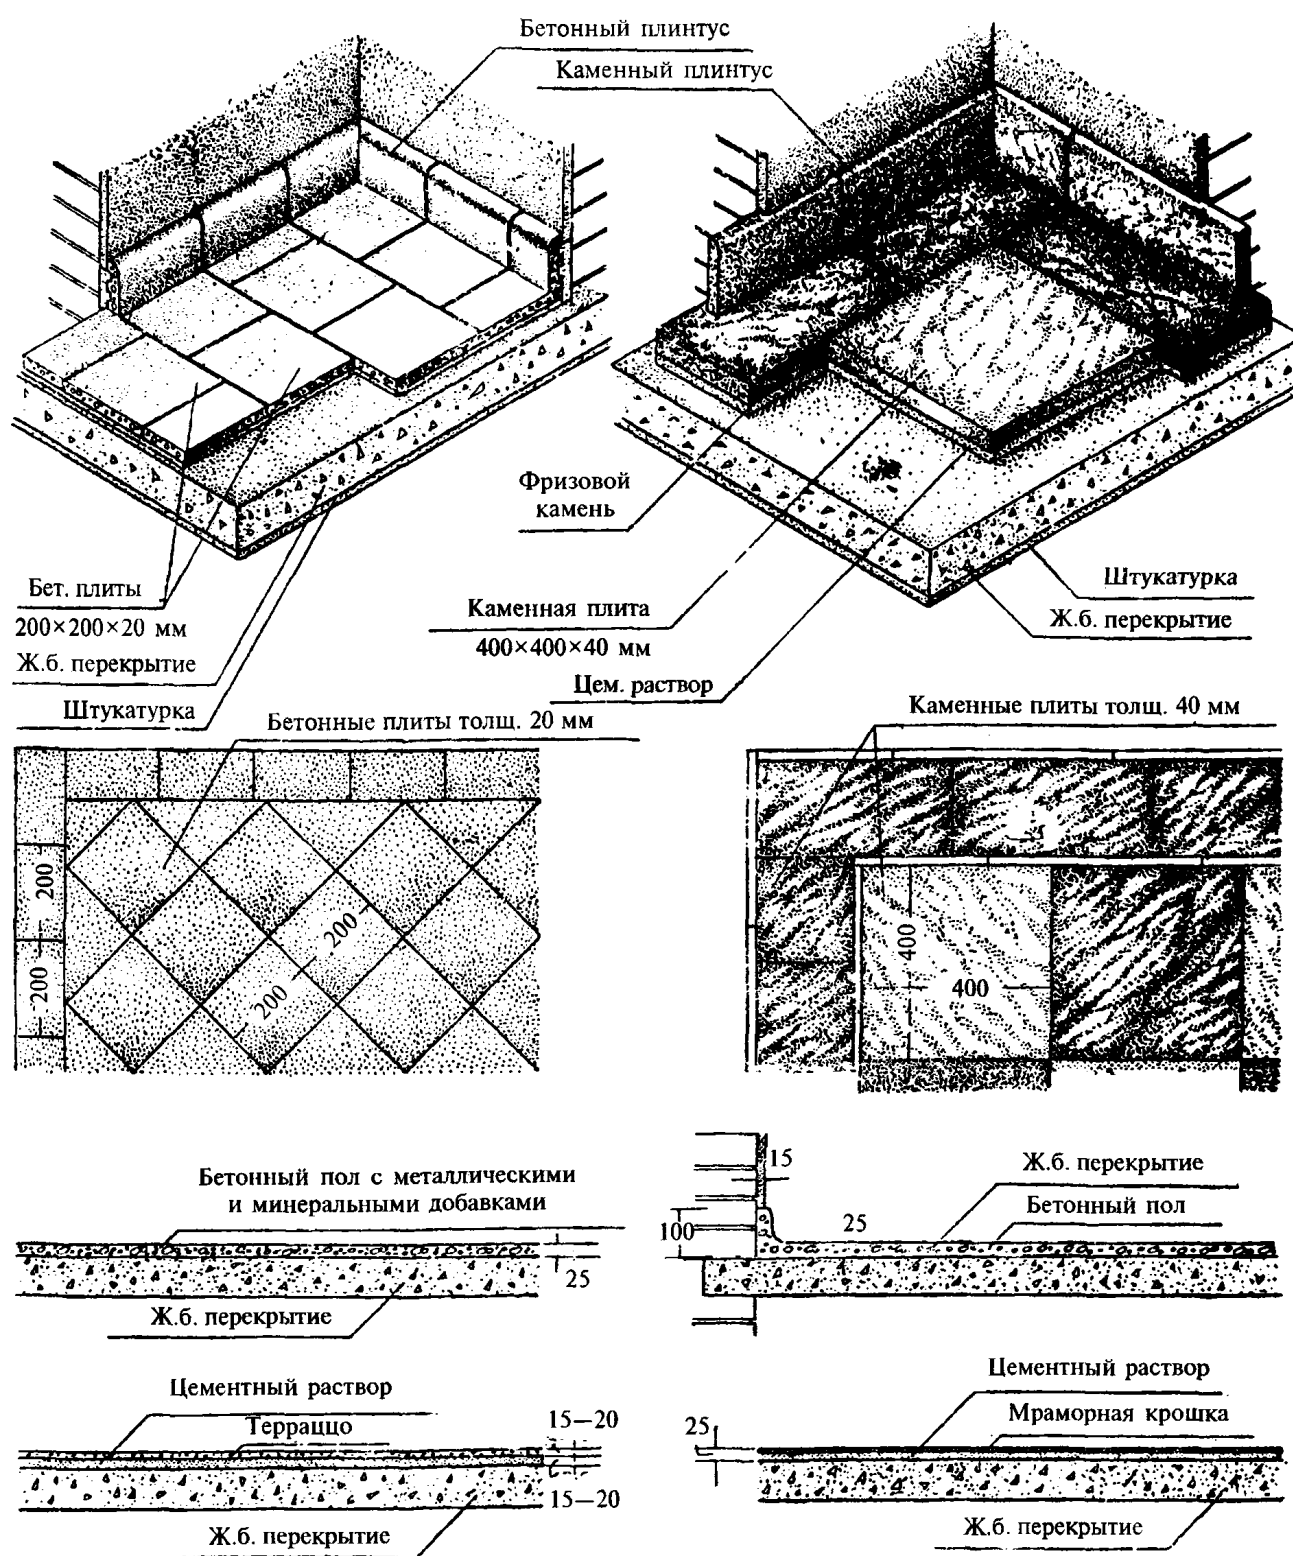 Бетонный плинтус
Каменный плинтус
Фризовой
камень
Бет. плиты
200×200×20 мм
Ж.б. перекрытие
Штукатурка
Каменная плита
400×400×40 мм
Цем. раствор
Штукатурка
Ж.б. перекрытие
Бетонные плиты толщ. 20 мм
200
200
200
200
Каменные плиты толщ. 40 мм
400
400
Бетонный пол с металлическими
и минеральными добавками
25
Ж.б. перекрытие
15
100
25
Ж.б. перекрытие
Бетонный пол
Цементный раствор
Терраццо
15—20
15—20
Ж.б. перекрытие
25
Цементный раствор
Мраморная крошка
Ж.б. перекрытие